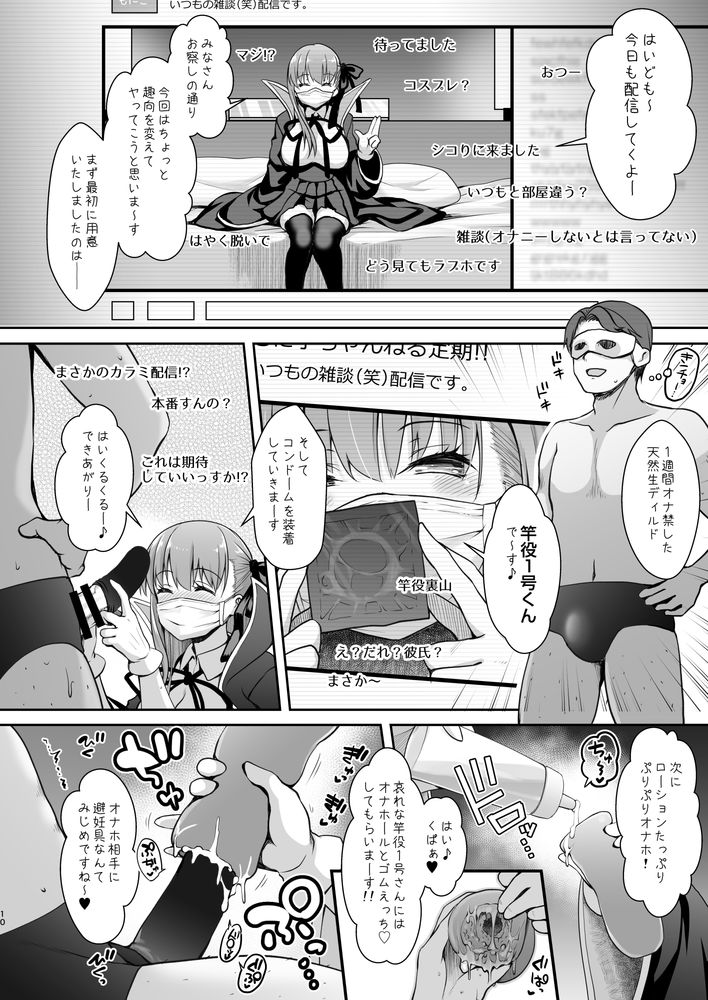 いつもの雑談(笑)配信です。
はいども～
今日も配信してくよー
おつー
待ってました
マジ!?
コスプレ?
シコりに来ました
いつもと部屋違う?
雑談(オナニーしないとは言ってない)
どう見てもラブホです
はやく脱いで
みなさん
お察しの通り
今回はちょっと
趣向を変えて
ヤってこうと思いま～す
まず最初に用意
いたしましたのは―
1週間オナ禁した
天然生ディルド
竿役1号くん
で～す♪
ちゃんねる定期!!
いつもの雑談(笑)配信です。
そして
コンドームを装着
していきまーす
竿役裏山
え?だれ?彼氏?
まさか～
まさかのカラミ配信!?
本番すんの?
これは期待
していいっすか!?
はいくるくるー♪
できあがりー
次に
ローションたっぷり
ぷりぷりオナホ!
はい♪
くぱぁ♥
哀れな竿役1号さんには
オナホールとゴムえっち♡
してもらいまーす!!
オナホ相手に
避妊具なんて
みじめですね～♥
10